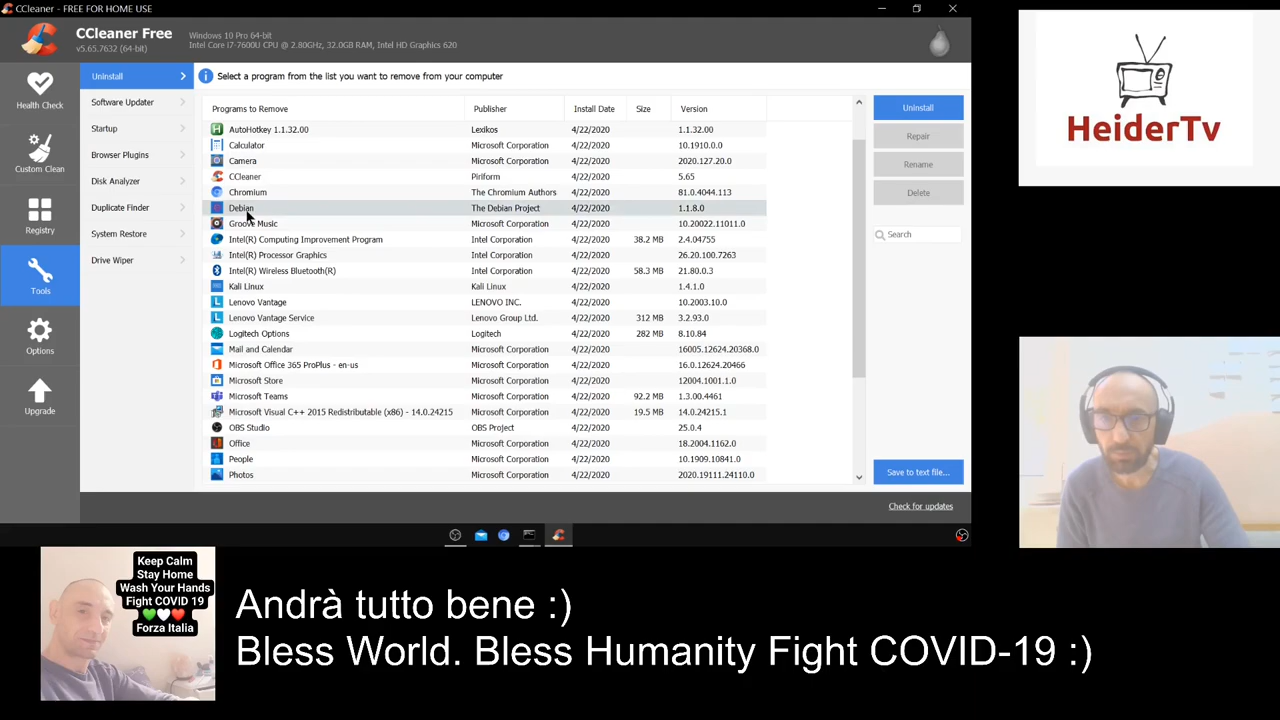 CCleaner - FREE FOR HOME USE
CCleaner Free
v5.65.7632 (64-bit)
Windows 10 Pro 64-bit
Intel Core i7-7600U CPU @ 2.80GHz, 32.0GB RAM, Intel HD Graphics 620
Health Check
Custom Clean
Registry
Tools
Options
Upgrade
Uninstall
Software Updater
Startup
Browser Plugins
Disk Analyzer
Duplicate Finder
System Restore
Drive Wiper
Select a program from the list you want to remove from your computer
Programs to Remove Publisher Install Date Size Version
AutoHotkey 1.1.32.00 Lexikos 4/22/2020 1.1.32.00
Calculator Microsoft Corporation 4/22/2020 10.1910.0.0
Camera Microsoft Corporation 4/22/2020 2020.127.20.0
CCleaner Piriform 4/22/2020 5.65
Chromium The Chromium Authors 4/22/2020 81.0.4044.113
Debian The Debian Project 4/22/2020 1.1.8.0
Groove Music Microsoft Corporation 4/22/2020 10.20022.11011.0
Intel(R) Computing Improvement Program Intel Corporation 4/22/2020 38.2 MB 2.4.04755
Intel(R) Processor Graphics Intel Corporation 4/22/2020 26.20.100.7263
Intel(R) Wireless Bluetooth(R) Intel Corporation 4/22/2020 58.3 MB 21.80.0.3
Kali Linux Kali Linux 4/22/2020 1.4.1.0
Lenovo Vantage LENOVO INC. 4/22/2020 10.2003.10.0
Lenovo Vantage Service Lenovo Group Ltd. 4/22/2020 312 MB 3.2.93.0
Logitech Options Logitech 4/22/2020 282 MB 8.10.84
Mail and Calendar Microsoft Corporation 4/22/2020 16005.12624.20368.0
Microsoft Office 365 ProPlus - en-us Microsoft Corporation 4/22/2020 16.0.12624.20466
Microsoft Store Microsoft Corporation 4/22/2020 12004.1001.1.0
Microsoft Teams Microsoft Corporation 4/22/2020 92.2 MB 1.3.00.4461
Microsoft Visual C++ 2015 Redistributable (x86) - 14.0.24215 Microsoft Corporation 4/22/2020 19.5 MB 14.0.24215.1
OBS Studio OBS Project 4/22/2020 25.0.4
Office Microsoft Corporation 4/22/2020 18.2004.1162.0
People Microsoft Corporation 4/22/2020 10.1909.10841.0
Photos Microsoft Corporation 4/22/2020 2020.19111.24110.0
Uninstall
Repair
Rename
Delete
Search
Save to text file...
Check for updates
HeiderTv
Keep Calm
Stay Home
Wash Your Hands
Fight COVID 19
Forza Italia
Andrà tutto bene :)
Bless World. Bless Humanity Fight COVID-19 :)